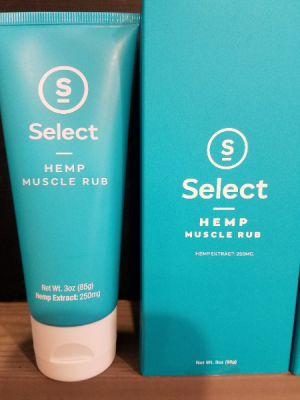 S
Select
HEMP
MUSCLE RUB
Net Wt. 3oz (85g)
Hemp Extract: 250mg
S
Select
HEMP
MUSCLE RUB
HEMP EXTRACT: 250MG
Net Wt. 3oz (85g)